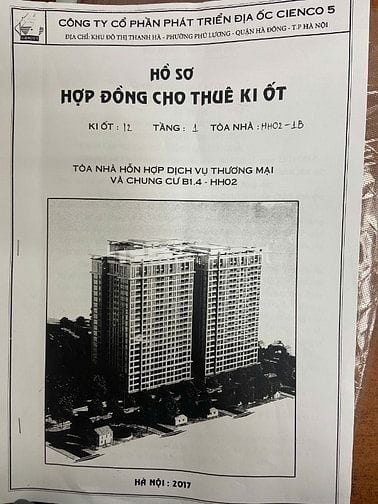 CÔNG TY CỔ PHẦN PHÁT TRIỂN ĐỊA ỐC CIENCO 5
ĐỊA CHỈ: KHU ĐÔ THỊ THANH HÀ - PHƯỜNG PHÚ LƯƠNG - QUẬN HÀ ĐÔNG - T.P HÀ NỘI
HỒ SƠ
HỢP ĐỒNG CHO THUÊ KI ỐT
KI ỐT : 12 TẦNG : 1 TÒA NHÀ : HH02-1B
TÒA NHÀ HỖN HỢP DỊCH VỤ THƯƠNG MẠI
VÀ CHUNG CƯ B1.4 - HH02
HÀ NỘI : 2017